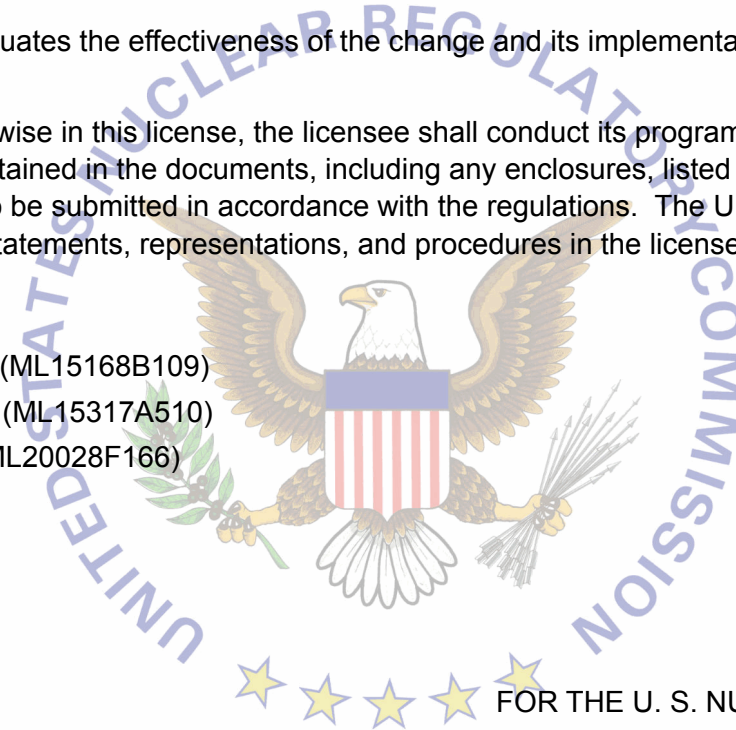 uates the effectiveness of the change and its implementa
wise in this license, the licensee shall conduct its program
tained in the documents, including any enclosures, listed
be submitted in accordance with the regulations. The U
tatements, representations, and procedures in the license
(ML15168B109)
(ML15317A510)
ML20028F166)
UNITED STATES NUCLEAR REGULATORY COMMISSION
FOR THE U. S. NU